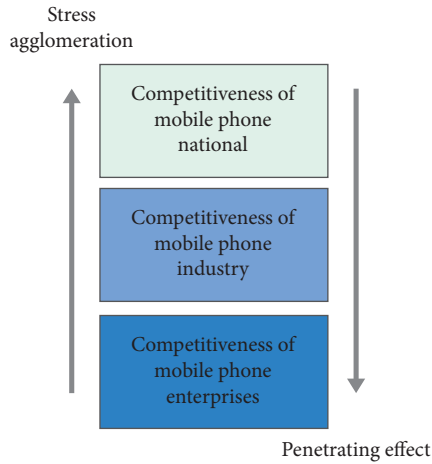 Stress
agglomeration
Competitiveness of
mobile phone
national
Competitiveness of
mobile phone
industry
Competitiveness of
mobile phone
enterprises
Penetrating effect